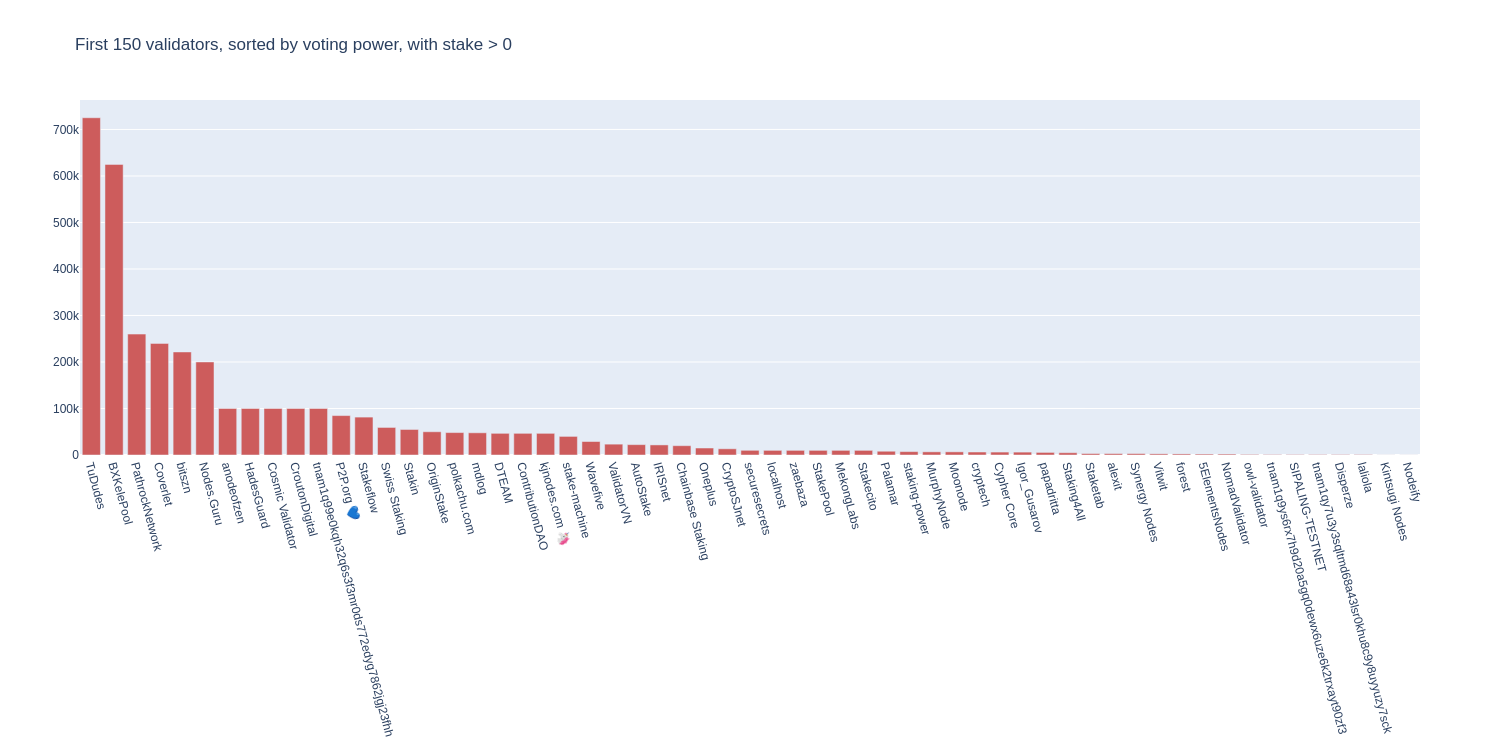 First 150 validators, sorted by voting power, with stake > 0
700k
600k
500k
400k
300k
200k
100k
0
TuDudes
BXKelePool
PathrockNetwork
Coverlet
bitszn
Nodes.Guru
anodeofzen
HadesGuard
Cosmic Validator
CroutonDigital
tnam1q99e0kqh32q6s3f3mr0ds772edyg7862jgj23fhh
P2P.org 💙
Stakeflow
Swiss Staking
Stakin
OriginStake
polkachu.com
mdlog
DTEAM
ContributionDAO
kjnodes.com 🦄
stake-machine
Wavefive
ValidatorVN
AutoStake
IRISnet
Chainbase Staking
Oneplus
CryptoSJnet
securesecrets
localhost
zaebaza
StakePool
MekongLabs
Stakecito
Palamar
staking-power
MurphyNode
Moonode
cryptech
Cypher Core
Igor_Gusarov
papadritta
Staking4All
Staketab
alexit
Synergy Nodes
Vitwit
forest
5ElementsNodes
NomadValidator
owl-validator
tnam1q9ys6rx7h9d20a5gq0dewx6uze6k2trxayt90zf3
SIPALING-TESTNET
tnam1qy7u3y3sqltmd68a43lsr0khu8c9y8uyyuzy7sck
Disperze
laliola
Kintsugi Nodes
Nodeify